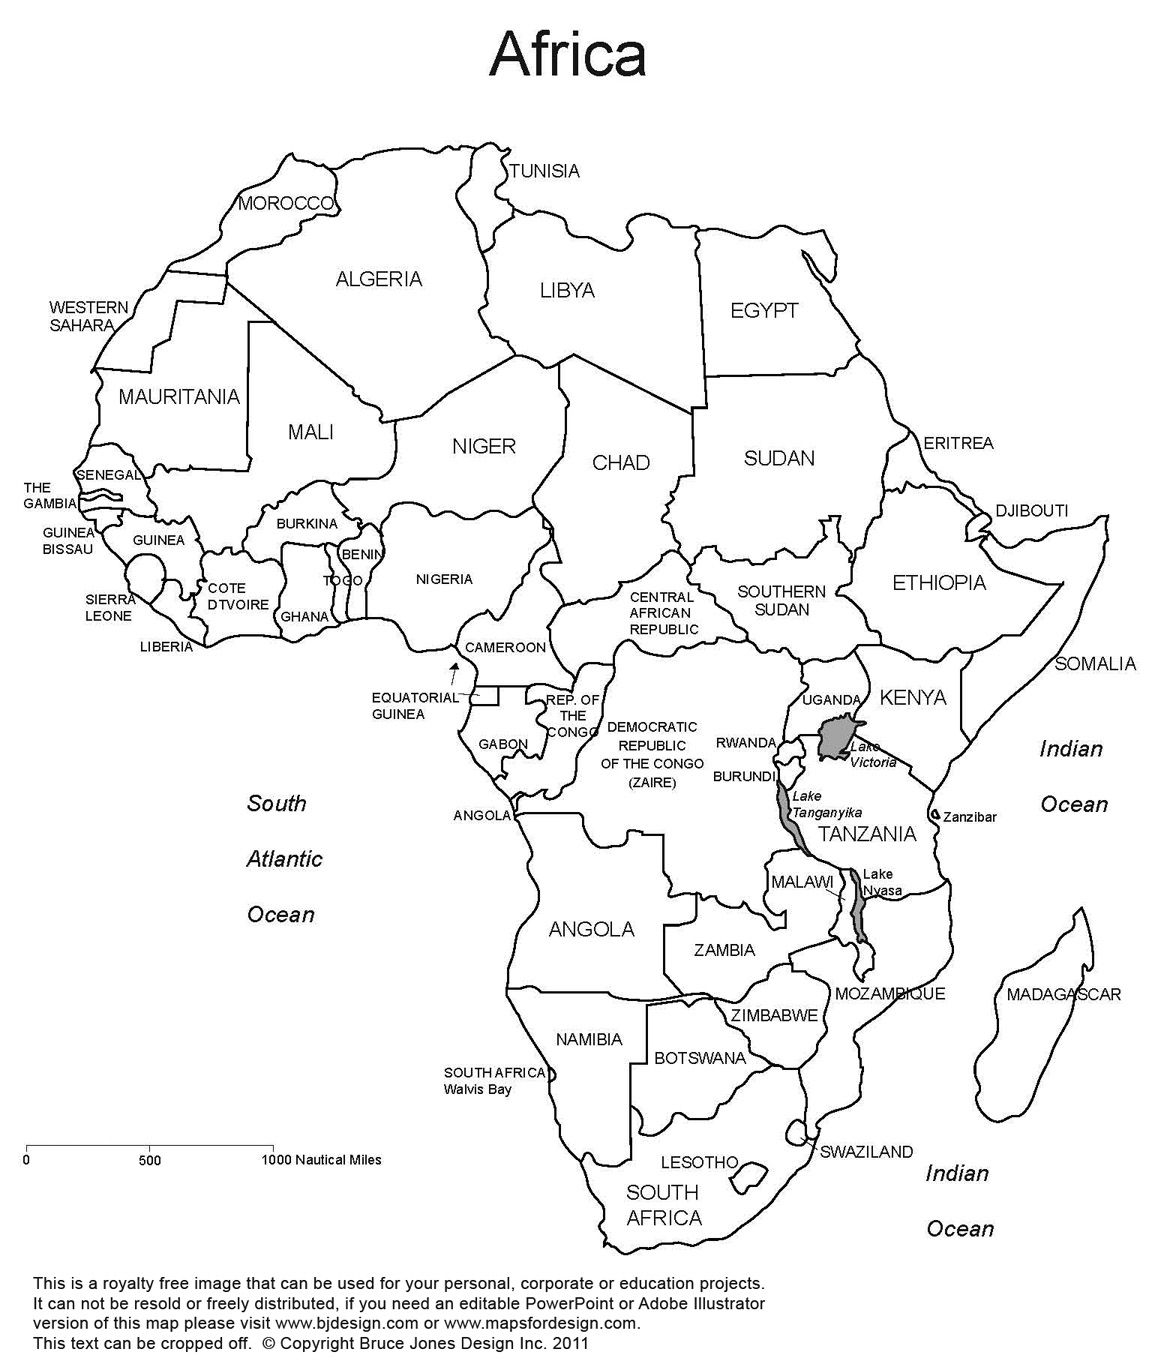 Africa
TUNISIA
MOROCCO
ALGERIA
LIBYA
EGYPT
WESTERN
SAHARA
MAURITANIA
MALI
NIGER
CHAD
SUDAN
ERITREA
SENEGAL
THE
GAMBIA
DJIBOUTI
GUINEA
BISSAU
GUINEA
BURKINA
BENIN
TOGO
NIGERIA
ETHIOPIA
COTE
DTVOIRE
GHANA
SIERRA
LEONE
LIBERIA
CENTRAL
AFRICAN
REPUBLIC
SOUTHERN
SUDAN
CAMEROON
SOMALIA
EQUATORIAL
GUINEA
REP. OF
THE
CONGO
UGANDA
KENYA
GABON
DEMOCRATIC
REPUBLIC
OF THE CONGO
(ZAIRE)
RWANDA
BURUNDI
Lake
Victoria
Indian
Ocean
South
Atlantic
Ocean
ANGOLA
Lake
Tanganyika
Zanzibar
TANZANIA
MALAWI
Lake
Nyasa
ANGOLA
ZAMBIA
MOZAMBIQUE
MADAGASCAR
ZIMBABWE
NAMIBIA
BOTSWANA
SOUTH AFRICA
Walvis Bay
SWAZILAND
LESOTHO
SOUTH
AFRICA
Indian
Ocean
0 500 1000 Nautical Miles
This is a royalty free image that can be used for your personal, corporate or education projects.
It can not be resold or freely distributed, if you need an editable PowerPoint or Adobe Illustrator
version of this map please visit www.bjdesign.com or www.mapsfordesign.com.
This text can be cropped off. © Copyright Bruce Jones Design Inc. 2011